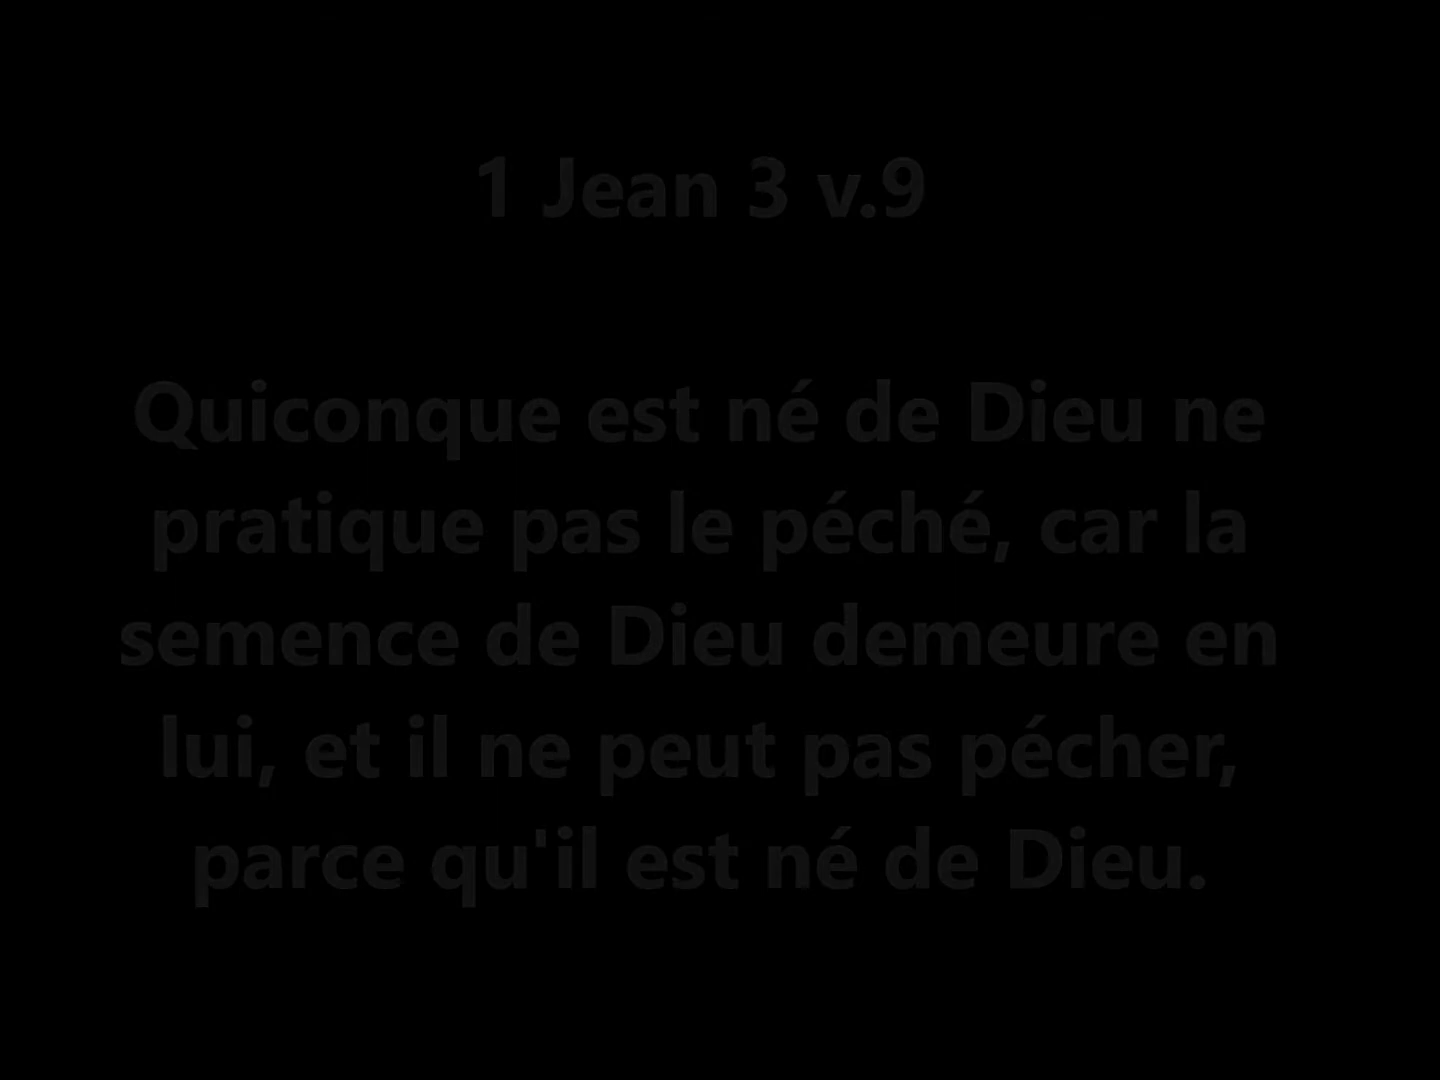 1 Jean 3 v.9
Quiconque est né de Dieu ne
pratique pas le péché, car la
semence de Dieu demeure en
lui, et il ne peut pas pécher,
parce qu'il est né de Dieu.